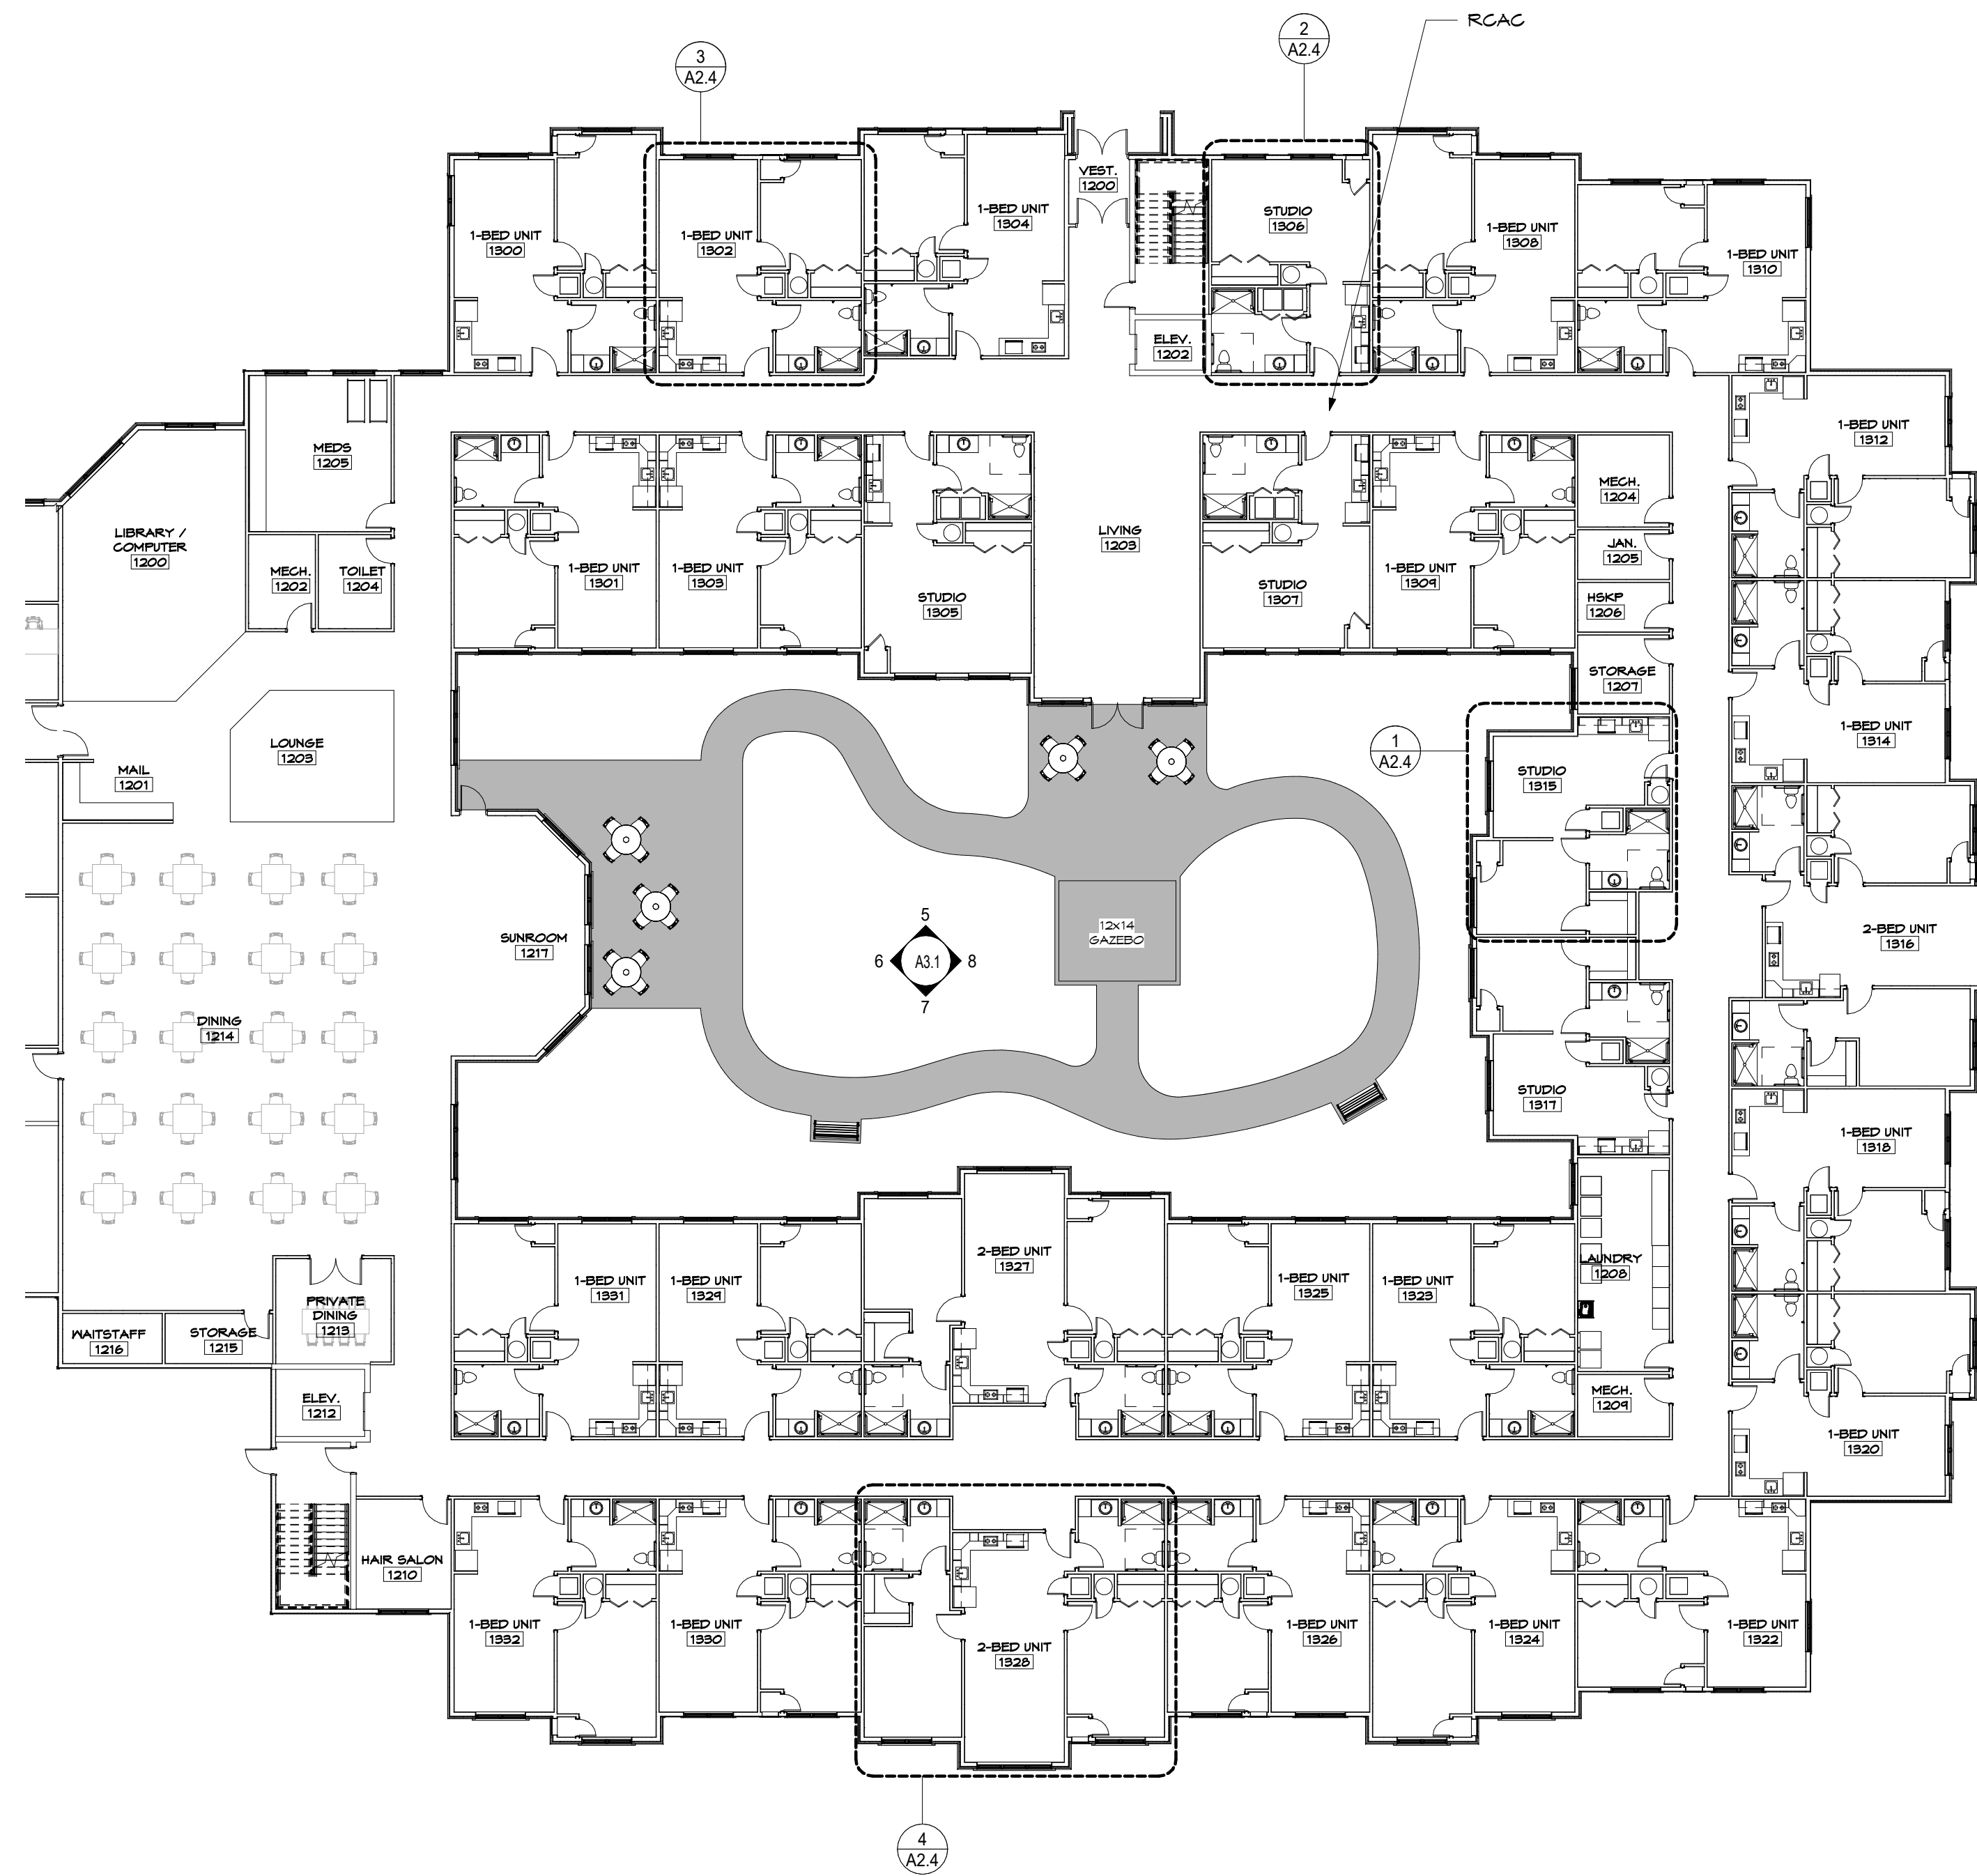 RCAC
2
A2.4
3
A2.4
VEST.
1200
1-BED UNIT
1304
STUDIO
1306
1-BED UNIT
1300
1-BED UNIT
1302
1-BED UNIT
1308
1-BED UNIT
1310
ELEV.
1202
1-BED UNIT
1312
MEDS
1205
MECH.
1204
LIBRARY /
COMPUTER
1200
LIVING
1203
JAN.
1205
MECH.
1202
TOILET
1204
1-BED UNIT
1301
1-BED UNIT
1303
STUDIO
1305
STUDIO
1307
1-BED UNIT
1309
HSKP
1206
STORAGE
1207
1-BED UNIT
1314
LOUNGE
1203
1
A2.4
MAIL
1201
STUDIO
1315
5
6
A3.1
8
7
12x14
GAZEBO
SUNROOM
1217
2-BED UNIT
1316
DINING
1214
STUDIO
1317
1-BED UNIT
1318
2-BED UNIT
1327
LAUNDRY
1208
1-BED UNIT
1331
1-BED UNIT
1329
1-BED UNIT
1325
1-BED UNIT
1323
PRIVATE
DINING
1213
WAITSTAFF
1216
STORAGE
1215
ELEV.
1212
MECH.
1209
1-BED UNIT
1320
HAIR SALON
1210
1-BED UNIT
1332
1-BED UNIT
1330
2-BED UNIT
1328
1-BED UNIT
1326
1-BED UNIT
1324
1-BED UNIT
1322
4
A2.4